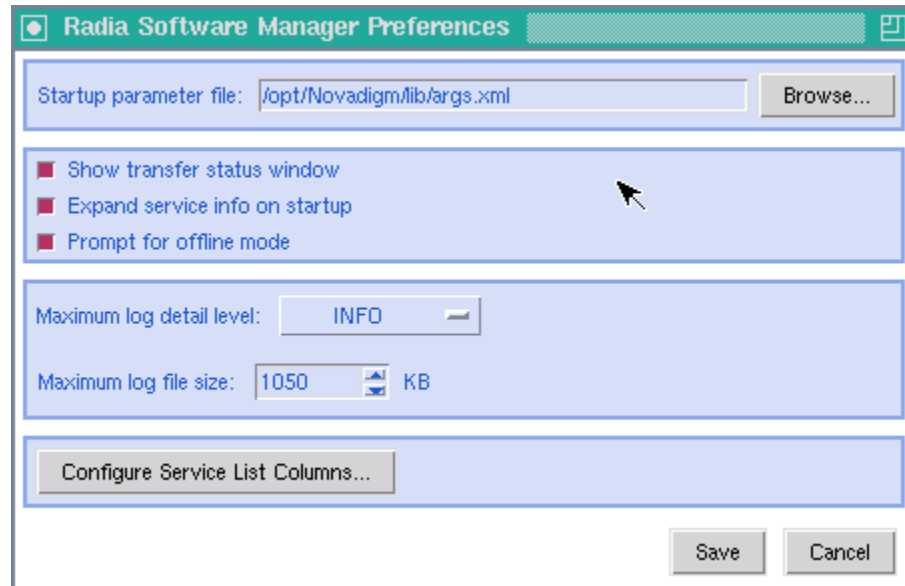 Radia Software Manager Preferences
Startup parameter file: /opt/Novadigm/lib/args.xml Browse...
Show transfer status window
Expand service info on startup
Prompt for offline mode
Maximum log detail level: INFO
Maximum log file size: 1050 KB
Configure Service List Columns...
Save Cancel